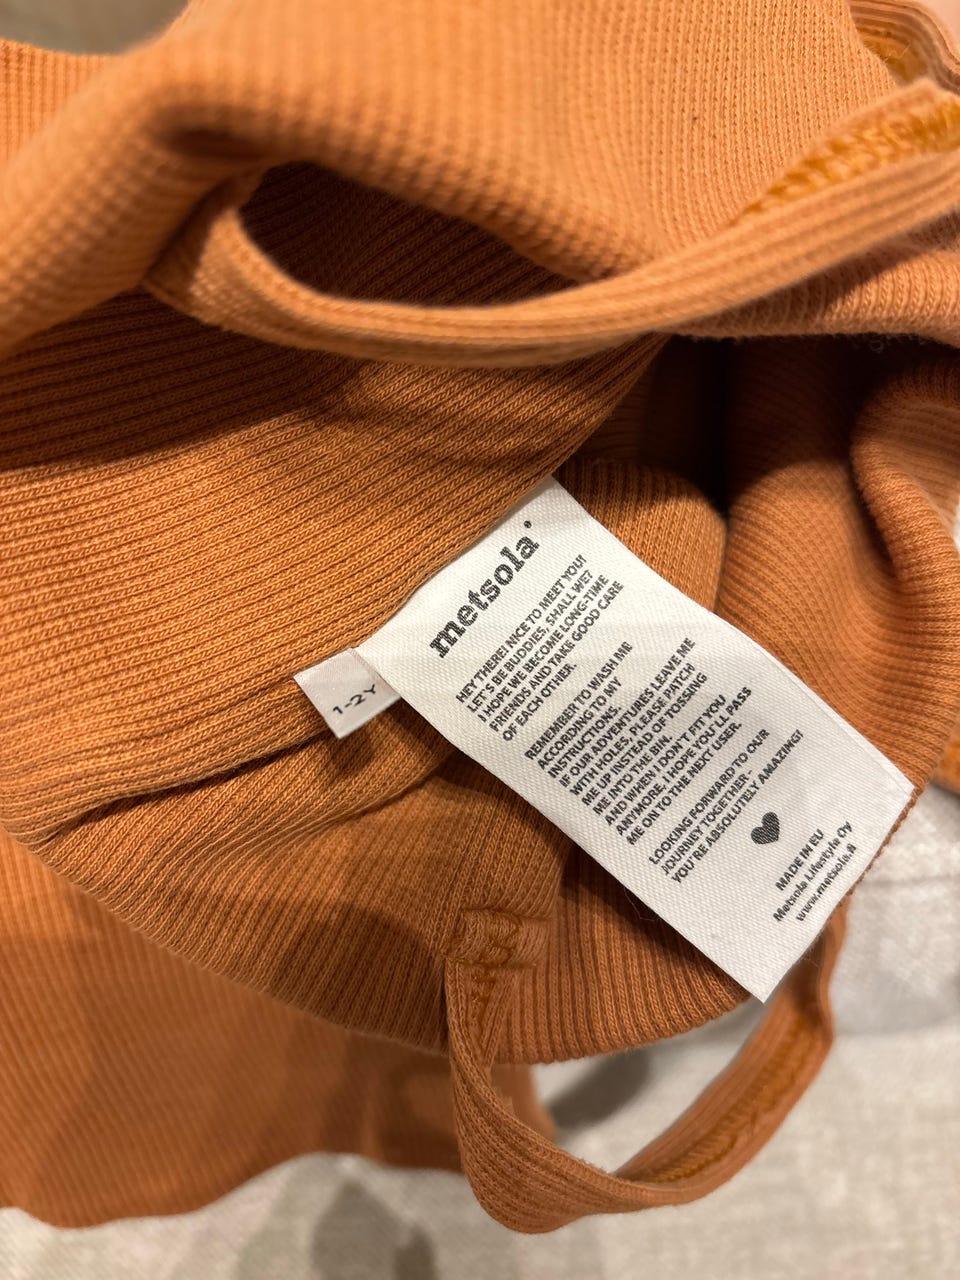 metsola
HEY THERE! NICE TO MEET YOU!
LET'S BE BUDDIES, SHALL WE?
I HOPE WE BECOME LONG-TIME
FRIENDS AND TAKE GOOD CARE
OF EACH OTHER.
REMEMBER TO WASH ME
ACCORDING TO MY
INSTRUCTIONS.
IF OUR ADVENTURES LEAVE ME
WITH HOLES, PLEASE PATCH
ME UP INSTEAD OF TOSSING
ME INTO THE BIN.
AND WHEN I DON'T FIT YOU
ANYMORE, I HOPE YOU'LL PASS
ME ON TO THE NEXT USER.
LOOKING FORWARD TO OUR
JOURNEY TOGETHER–
YOU'RE ABSOLUTELY AMAZING!
MADE IN EU
Metsola Lifestyle Oy
www.metsola.fi
1-2Y